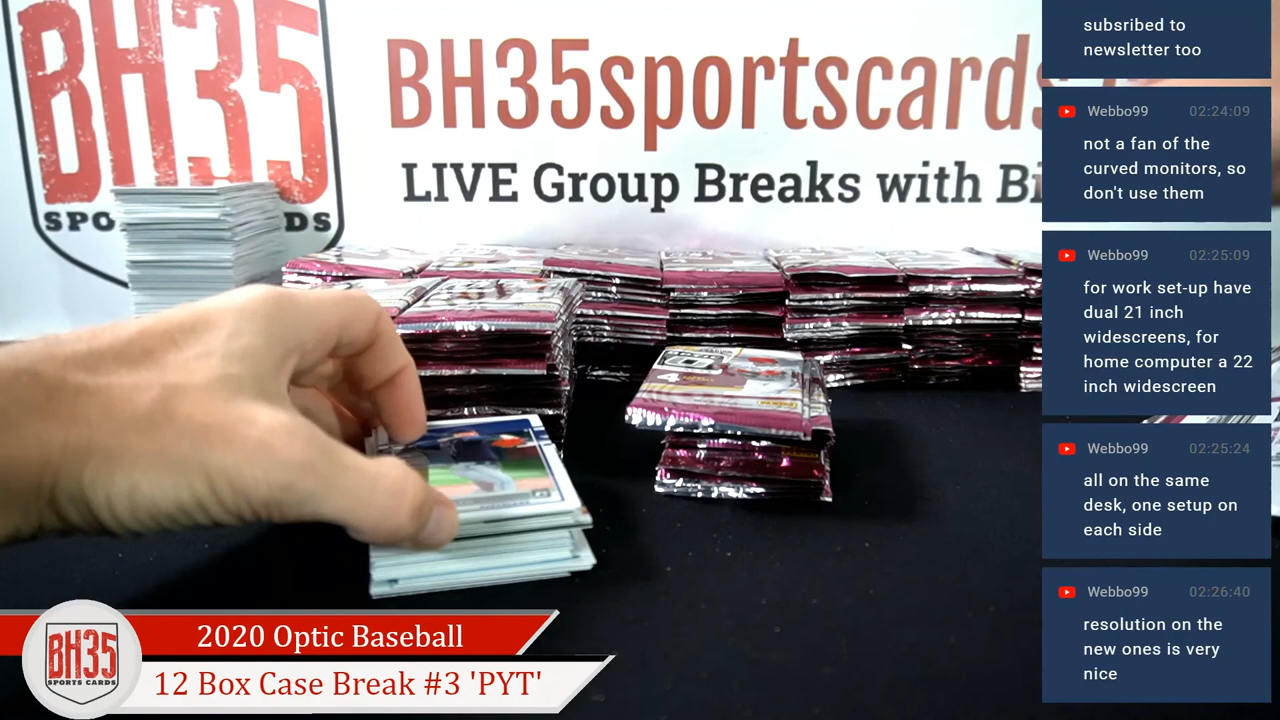 BH35
SPO DS
BH35sportscards
LIVE Group Breaks with Bi
subsribed to
newsletter too
Webbo99 02:24:09
not a fan of the
curved monitors, so
don't use them
Webbo99 02:25:09
for work set-up have
dual 21 inch
widescreens, for
home computer a 22
inch widescreen
Webbo99 02:25:24
all on the same
desk, one setup on
each side
Webbo99 02:26:40
resolution on the
new ones is very
nice
4
BH35
SPORTS CARDS
2020 Optic Baseball
12 Box Case Break #3 'PYT'